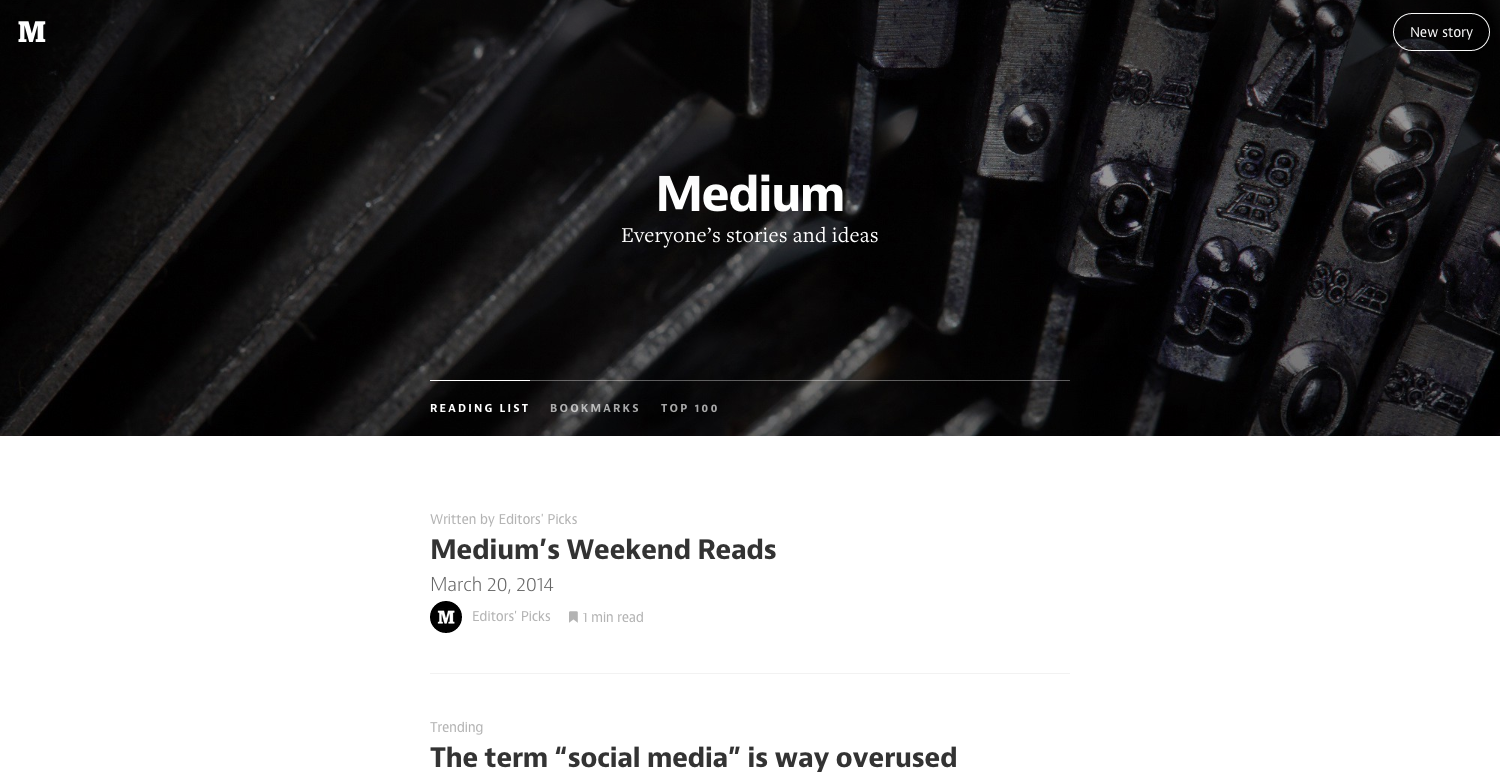 M
New story
Medium
Everyone’s stories and ideas
READING LIST BOOKMARKS TOP 100
Written by Editors’ Picks
Medium’s Weekend Reads
March 20, 2014
M Editors’ Picks 1 min read
Trending
The term “social media” is way overused